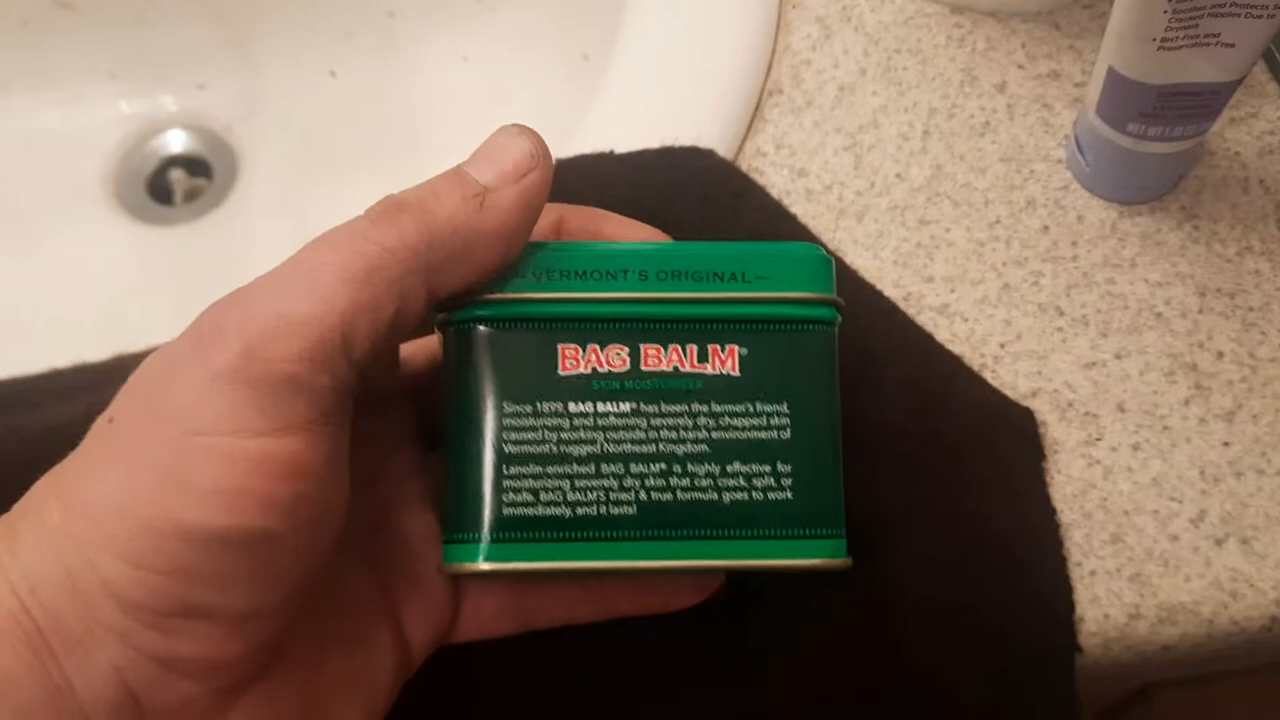 • Soothes and Protects
Cracked Nipples Due to
Dryness
• BHT-Free and
Preservative-Free
NET WT 1.41 OZ
—VERMONT'S ORIGINAL—
BAG BALM®
SKIN MOISTURIZER
Since 1899, BAG BALM® has been the farmer's friend,
moisturizing and softening severely dry, chapped skin
caused by working outside in the harsh environment of
Vermont's rugged Northeast Kingdom.
Lanolin-enriched BAG BALM® is highly effective for
moisturizing severely dry skin that can crack, split, or
chafe. BAG BALM'S tried & true formula goes to work
immediately, and it lasts!